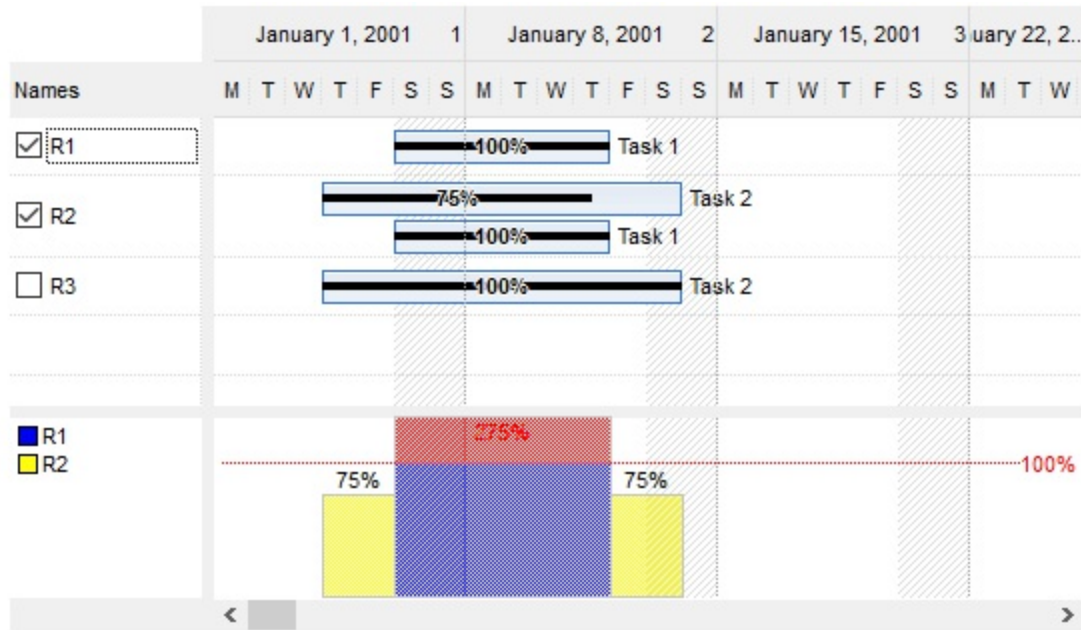 January 1, 2001 1 January 8, 2001 2 January 15, 2001 3 uary 22, 2..
Names M T W T F S S M T W T F S S M T W T F S S M T W
R1 100% Task 1
75% Task 2
R2
100% Task 1
R3 100% Task 2
R1 275%
R2 100%
75% 75%